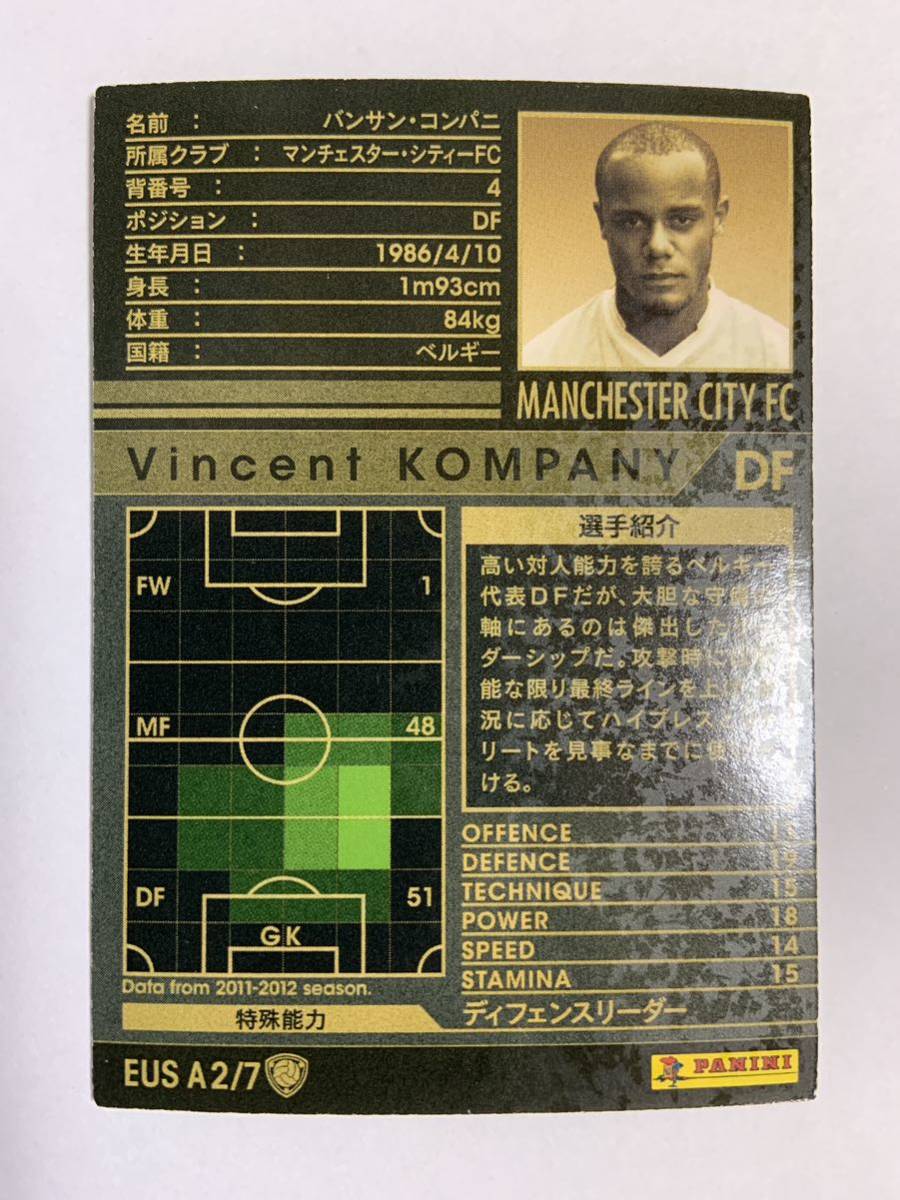 名前 : バンサン・コンパニ
所属クラブ : マンチェスター・シティーFC
背番号 : 4
ポジション : DF
生年月日 : 1986/4/10
身長 : 1m93cm
体重 : 84kg
国籍 : ベルギー
MANCHESTER CITY FC
Vincent KOMPANY DF
FW 1
MF 48
DF 51
GK
Data from 2011-2012 season.
選手紹介
高い対人能力を誇るベルギー
代表DFだが、大胆な守備
軸にあるのは傑出した
ダーシップだ。攻撃時に
能な限り最終ラインを上げ
況に応じてハイプレス
リートを見事なまでに使
ける。
OFFENCE
DEFENCE 19
TECHNIQUE 15
POWER 18
SPEED 14
STAMINA 15
特殊能力 ディフェンスリーダー
EUS A2/7
PANINI